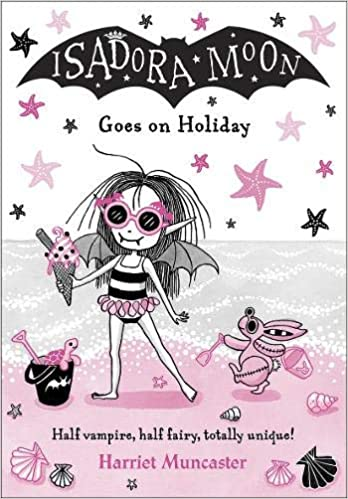 ISADORA MOON
Goes on Holiday
Half vampire, half fairy, totally unique!
Harriet Muncaster